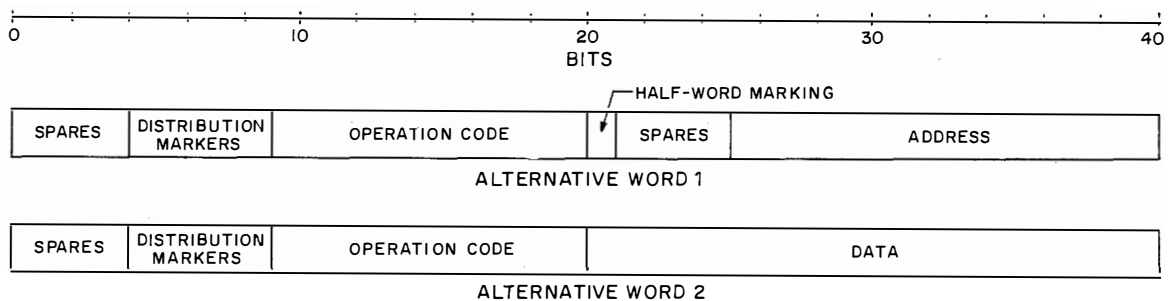 0 10 20 30 40
BITS
HALF-WORD MARKING
SPARES DISTRIBUTION MARKERS OPERATION CODE SPARES ADDRESS
ALTERNATIVE WORD 1
SPARES DISTRIBUTION MARKERS OPERATION CODE DATA
ALTERNATIVE WORD 2